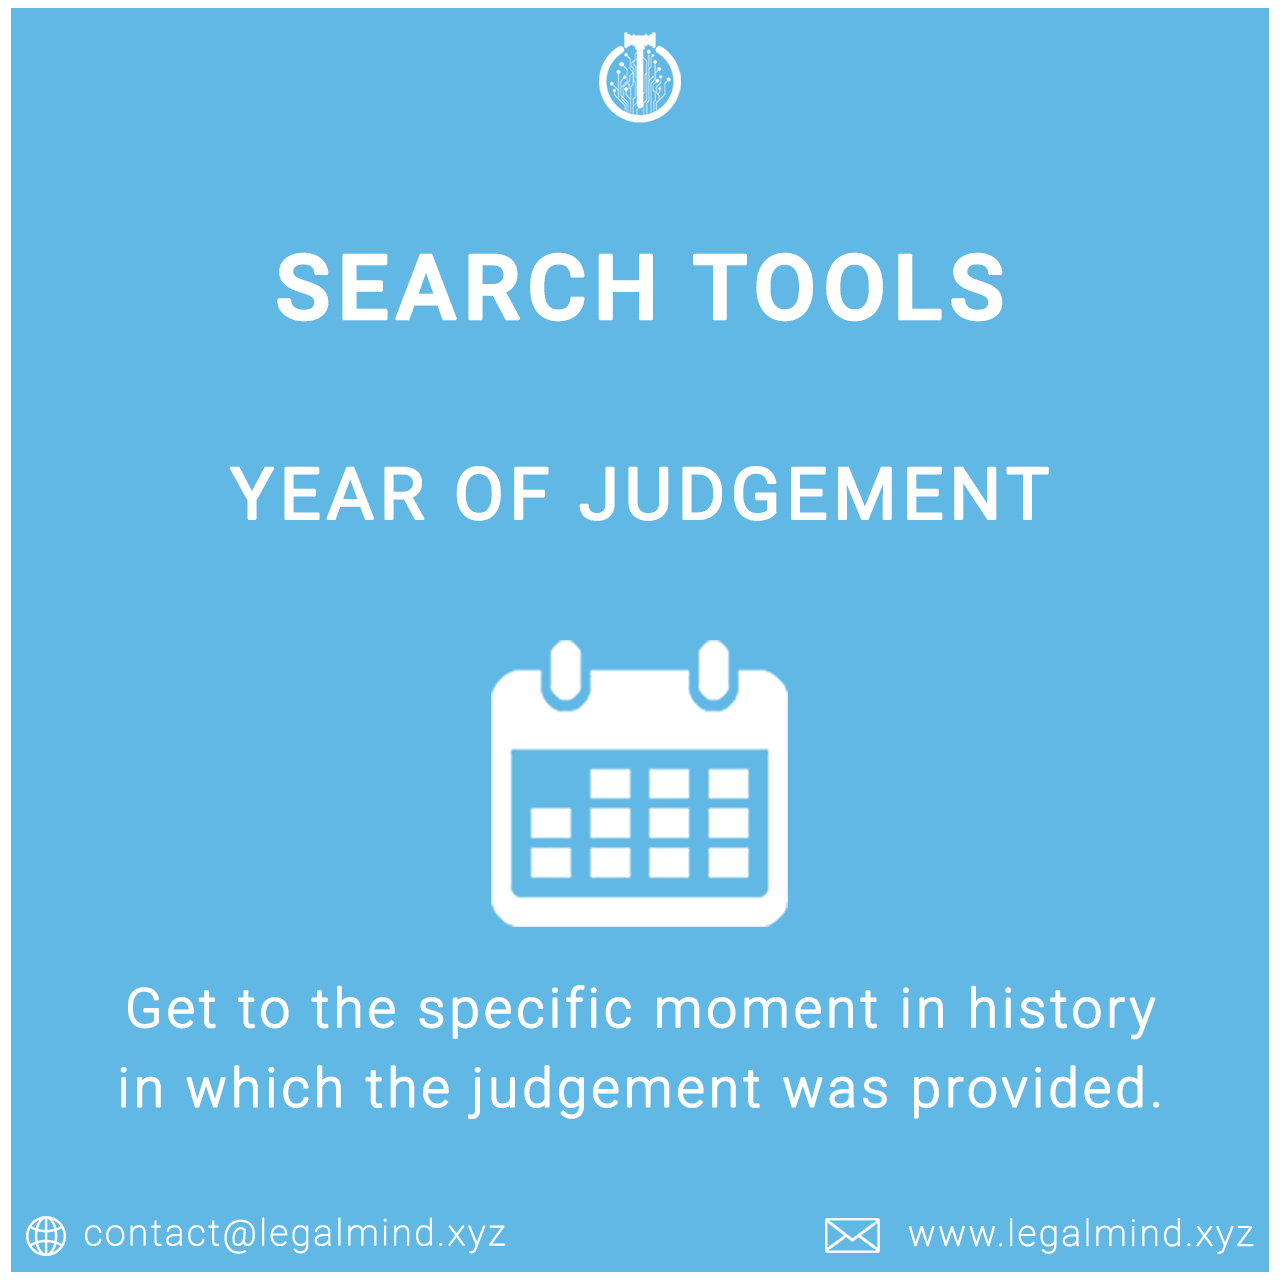 SEARCH TOOLS
YEAR OF JUDGEMENT
Get to the specific moment in history
in which the judgement was provided.
contact@legalmind.xyz
www.legalmind.xyz